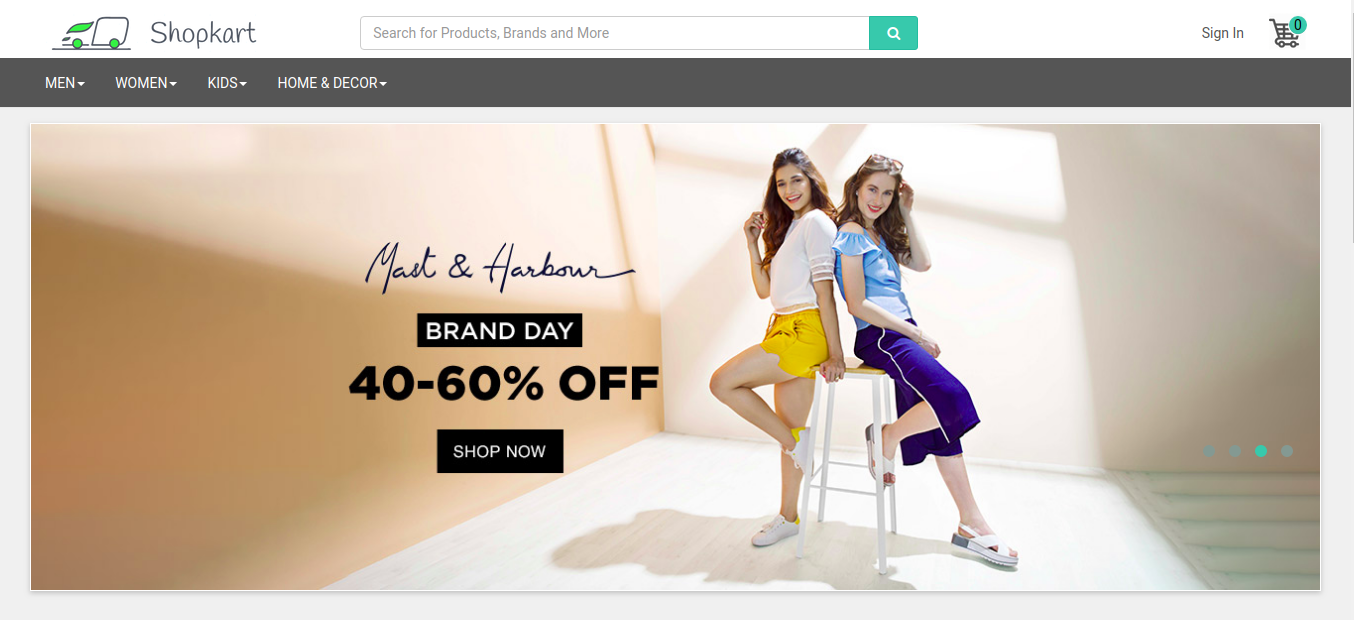 Shopkart
Search for Products, Brands and More
Sign In
0
MEN
WOMEN
KIDS
HOME & DECOR
Mast & Harbour
BRAND DAY
40-60% OFF
SHOP NOW